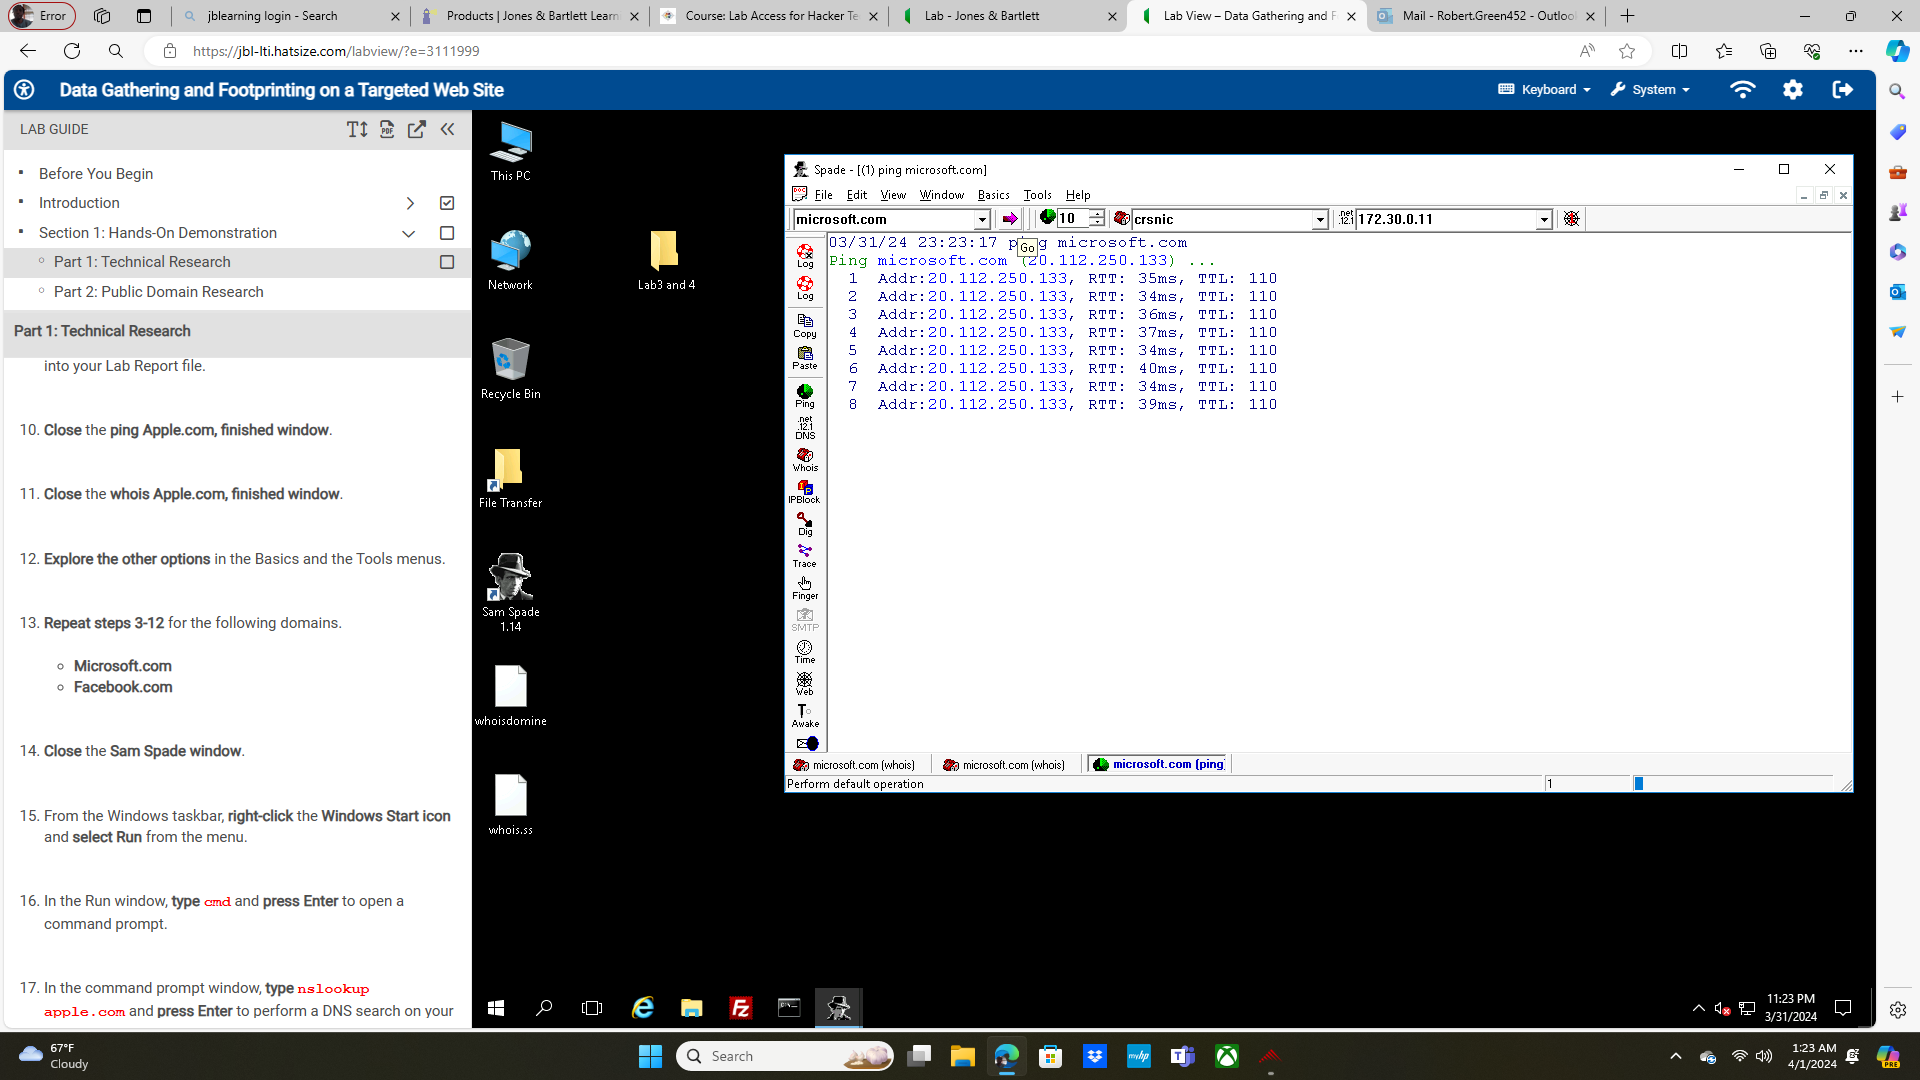 Error
jblearning login - Search
Products | Jones & Bartlett Learni
Course: Lab Access for Hacker Te
Lab - Jones & Bartlett
Lab View – Data Gathering and F
Mail - Robert.Green452 - Outlook
https://jbl-lti.hatsize.com/labview/?e=3111999
Data Gathering and Footprinting on a Targeted Web Site
Keyboard
System
LAB GUIDE
PDF
Before You Begin
Introduction
Section 1: Hands-On Demonstration
Part 1: Technical Research
Part 2: Public Domain Research
Part 1: Technical Research
into your Lab Report file.
10. Close the ping Apple.com, finished window.
11. Close the whois Apple.com, finished window.
12. Explore the other options in the Basics and the Tools menus.
13. Repeat steps 3-12 for the following domains.
Microsoft.com
Facebook.com
14. Close the Sam Spade window.
15. From the Windows taskbar, right-click the Windows Start icon
and select Run from the menu.
16. In the Run window, type cmd and press Enter to open a
command prompt.
17. In the command prompt window, type nslookup
apple.com and press Enter to perform a DNS search on your
This PC
Network
Lab3 and 4
Recycle Bin
File Transfer
Sam Spade
1.14
whoisdomine
whois.ss
Spade - [(1) ping microsoft.com]
File Edit View Window Basics Tools Help
microsoft.com
10
crsnic
.net
12.1
172.30.0.11
Log
Log
Copy
Paste
Ping
.net
.12.1
DNS
Whois
IPBlock
Dig
Trace
Finger
SMTP
Time
Web
Awake
03/31/24 23:23:17 ping microsoft.com
Go
Ping microsoft.com (20.112.250.133) ...
1 Addr:20.112.250.133, RTT: 35ms, TTL: 110
2 Addr:20.112.250.133, RTT: 34ms, TTL: 110
3 Addr:20.112.250.133, RTT: 36ms, TTL: 110
4 Addr:20.112.250.133, RTT: 37ms, TTL: 110
5 Addr:20.112.250.133, RTT: 34ms, TTL: 110
6 Addr:20.112.250.133, RTT: 40ms, TTL: 110
7 Addr:20.112.250.133, RTT: 34ms, TTL: 110
8 Addr:20.112.250.133, RTT: 39ms, TTL: 110
microsoft.com (whois)
microsoft.com (whois)
microsoft.com (ping
Perform default operation
1
11:23 PM
3/31/2024
67°F
Cloudy
Search
1:23 AM
4/1/2024